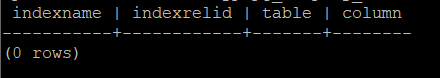 indexname | indexrelid | table | column
-----------+------------+-------+--------
(0 rows)